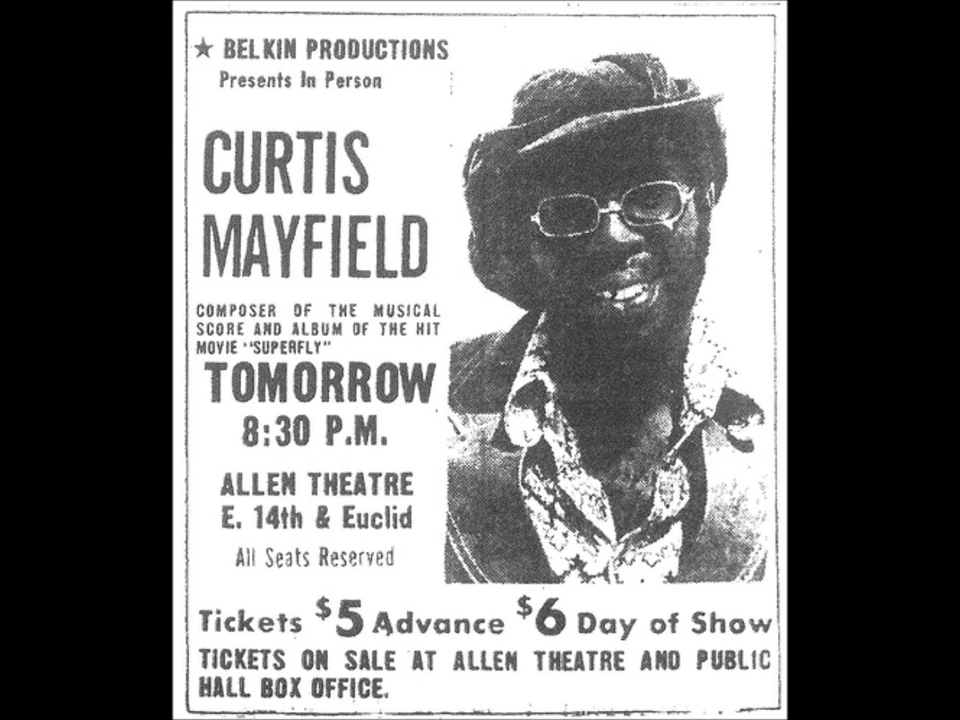 ★ BELKIN PRODUCTIONS
Presents In Person
CURTIS
MAYFIELD
COMPOSER OF THE MUSICAL
SCORE AND ALBUM OF THE HIT
MOVIE "SUPERFLY"
TOMORROW
8:30 P.M.
ALLEN THEATRE
E. 14th & Euclid
All Seats Reserved
Tickets $5 Advance $6 Day of Show
TICKETS ON SALE AT ALLEN THEATRE AND PUBLIC
HALL BOX OFFICE.